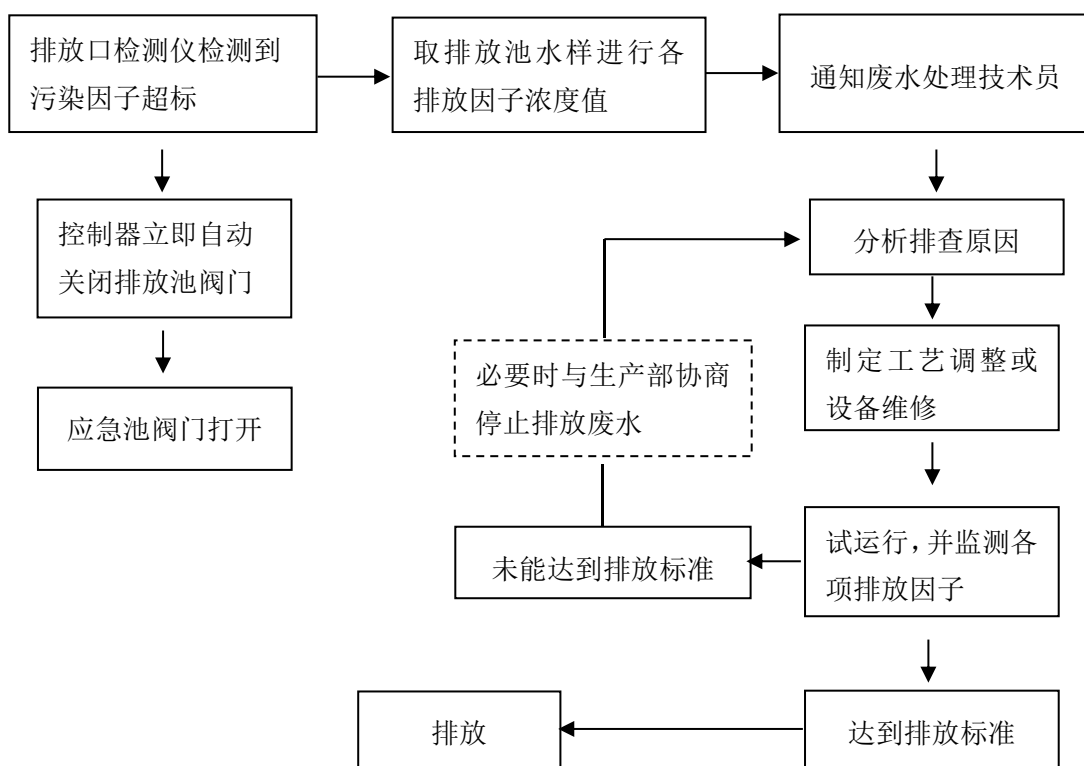 排放口检测仪检测到
污染因子超标
取排放池水样进行各
排放因子浓度值
通知废水处理技术员
控制器立即自动
关闭排放池阀门
分析排查原因
应急池阀门打开
必要时与生产部协商
停止排放废水
制定工艺调整或
设备维修
未能达到排放标准
试运行，并监测各
项排放因子
排放
达到排放标准